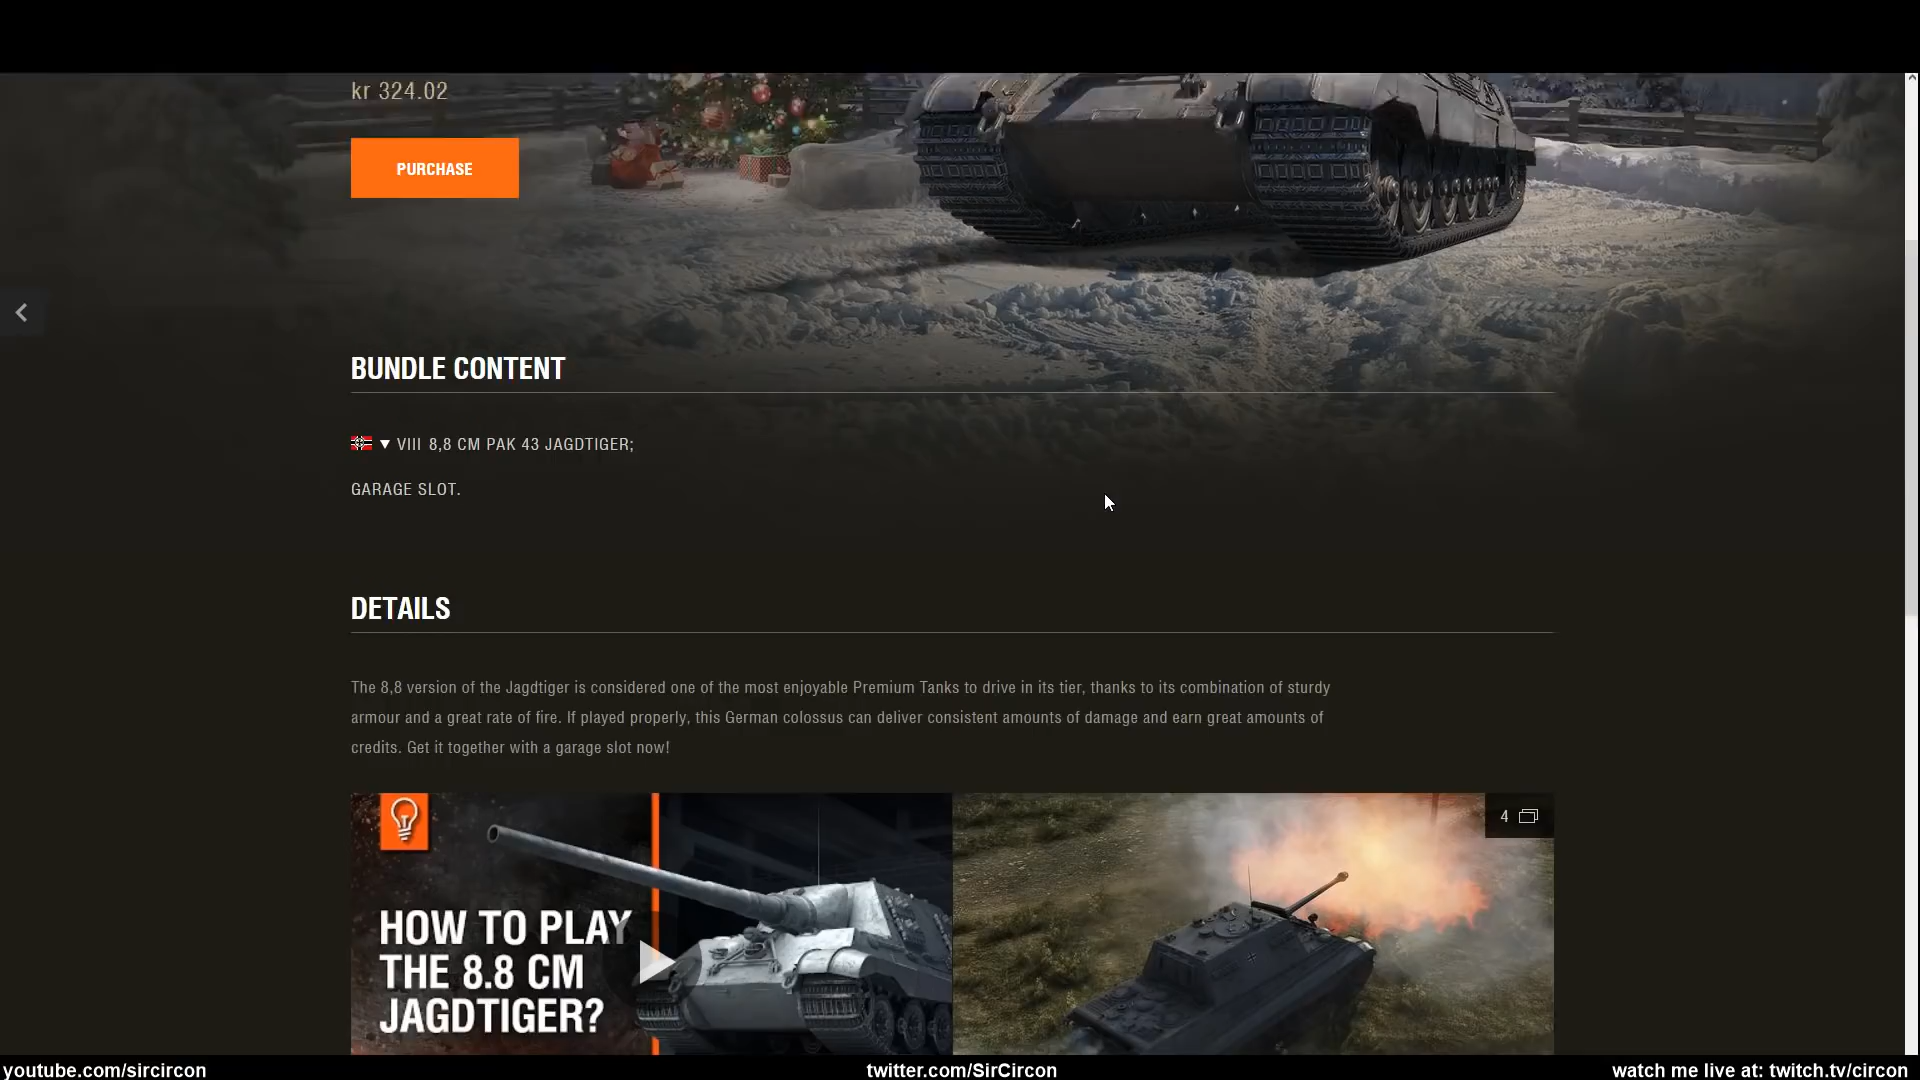 kr 324.02
PURCHASE
BUNDLE CONTENT
VIII 8,8 CM PAK 43 JAGDTIGER;
GARAGE SLOT.
DETAILS
The 8,8 version of the Jagdtiger is considered one of the most enjoyable Premium Tanks to drive in its tier, thanks to its combination of sturdy
armour and a great rate of fire. If played properly, this German colossus can deliver consistent amounts of damage and earn great amounts of
credits. Get it together with a garage slot now!
4
HOW TO PLAY
THE 8.8 CM
JAGDTIGER?
youtube.com/sircircon
twitter.com/SirCircon
watch me live at: twitch.tv/circon